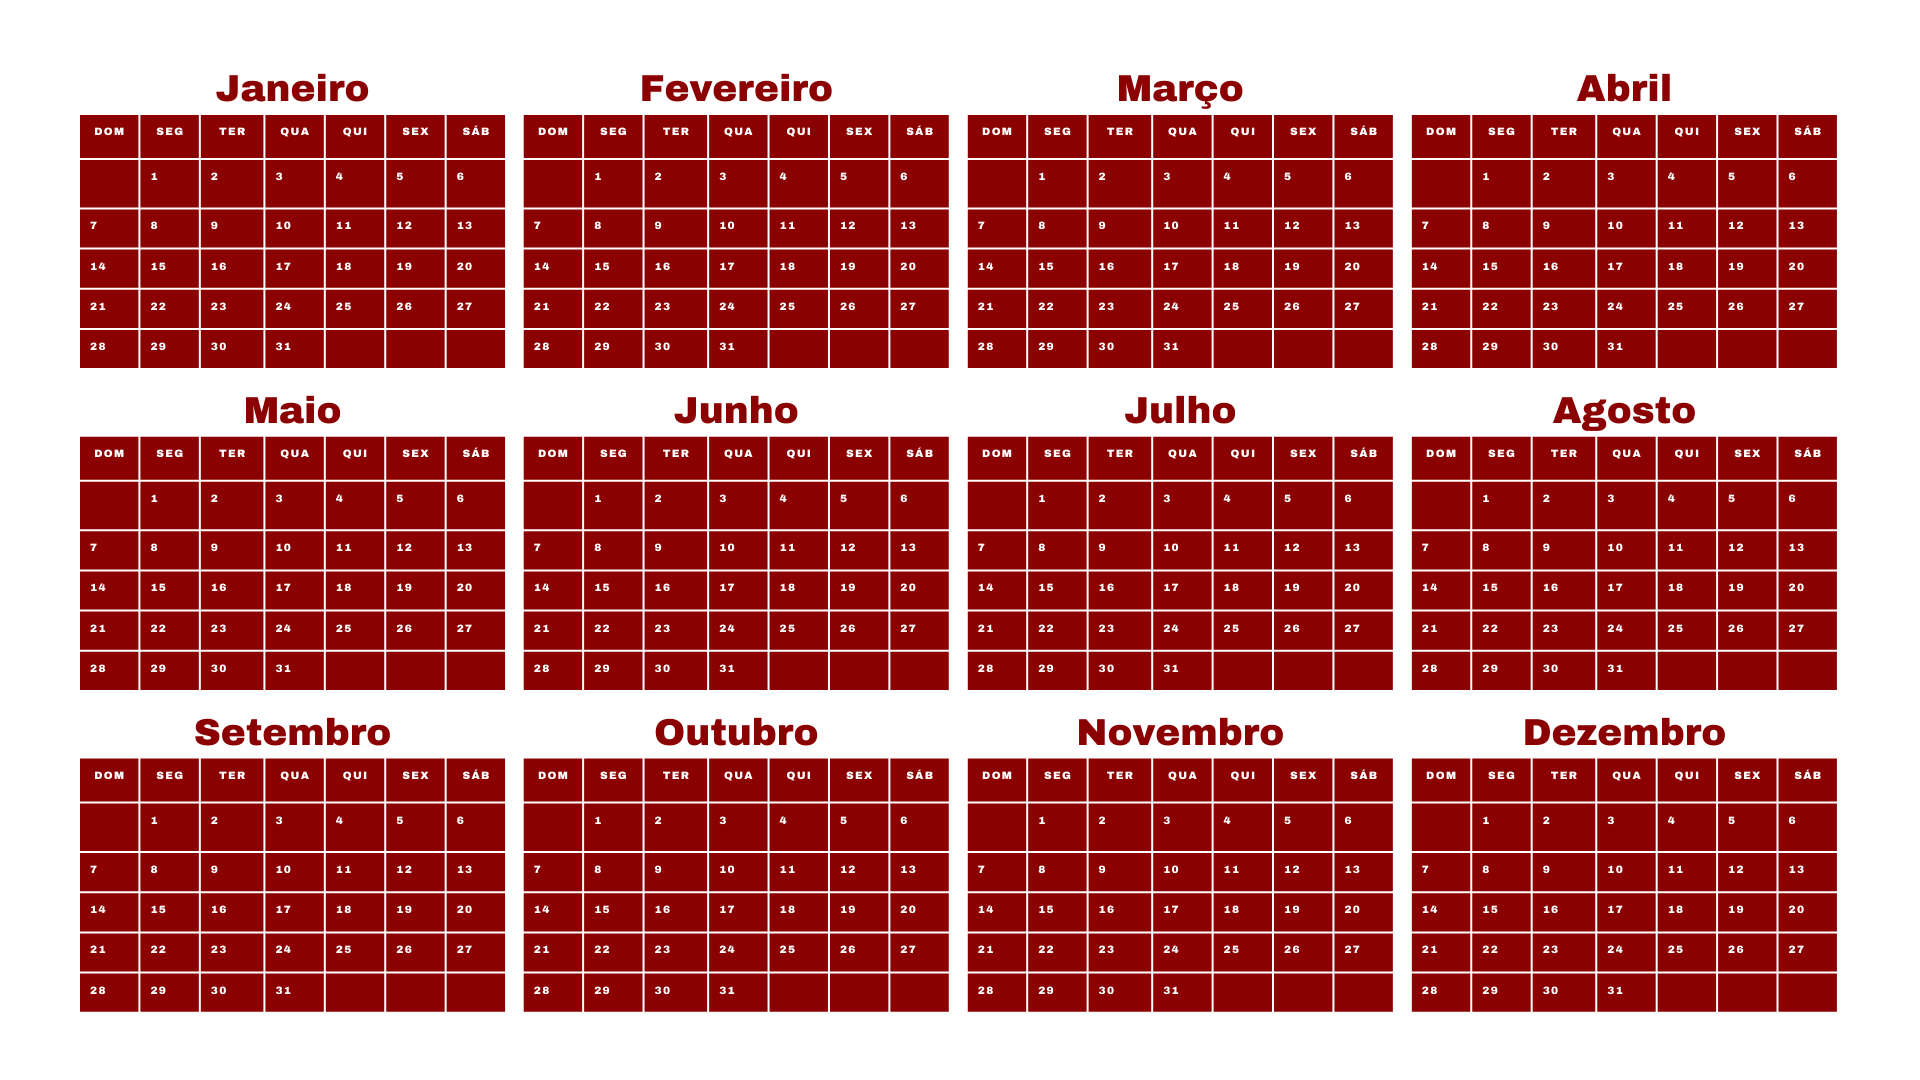 Janeiro Fevereiro Março Abril
DOM SEG TER QUA QUI SEX SÁB DOM SEG TER QUA QUI SEX SÁB DOM SEG TER QUA QUI SEX SÁB DOM SEG TER QUA QUI SEX SÁB
1 2 3 4 5 6 1 2 3 4 5 6 1 2 3 4 5 6 1 2 3 4 5 6
7 8 9 10 11 12 13 7 8 9 10 11 12 13 7 8 9 10 11 12 13 7 8 9 10 11 12 13
14 15 16 17 18 19 20 14 15 16 17 18 19 20 14 15 16 17 18 19 20 14 15 16 17 18 19 20
21 22 23 24 25 26 27 21 22 23 24 25 26 27 21 22 23 24 25 26 27 21 22 23 24 25 26 27
28 29 30 31 28 29 30 31 28 29 30 31 28 29 30 31
Maio Junho Julho Agosto
DOM SEG TER QUA QUI SEX SÁB DOM SEG TER QUA QUI SEX SÁB DOM SEG TER QUA QUI SEX SÁB DOM SEG TER QUA QUI SEX SÁB
1 2 3 4 5 6 1 2 3 4 5 6 1 2 3 4 5 6 1 2 3 4 5 6
7 8 9 10 11 12 13 7 8 9 10 11 12 13 7 8 9 10 11 12 13 7 8 9 10 11 12 13
14 15 16 17 18 19 20 14 15 16 17 18 19 20 14 15 16 17 18 19 20 14 15 16 17 18 19 20
21 22 23 24 25 26 27 21 22 23 24 25 26 27 21 22 23 24 25 26 27 21 22 23 24 25 26 27
28 29 30 31 28 29 30 31 28 29 30 31 28 29 30 31
Setembro Outubro Novembro Dezembro
DOM SEG TER QUA QUI SEX SÁB DOM SEG TER QUA QUI SEX SÁB DOM SEG TER QUA QUI SEX SÁB DOM SEG TER QUA QUI SEX SÁB
1 2 3 4 5 6 1 2 3 4 5 6 1 2 3 4 5 6 1 2 3 4 5 6
7 8 9 10 11 12 13 7 8 9 10 11 12 13 7 8 9 10 11 12 13 7 8 9 10 11 12 13
14 15 16 17 18 19 20 14 15 16 17 18 19 20 14 15 16 17 18 19 20 14 15 16 17 18 19 20
21 22 23 24 25 26 27 21 22 23 24 25 26 27 21 22 23 24 25 26 27 21 22 23 24 25 26 27
28 29 30 31 28 29 30 31 28 29 30 31 28 29 30 31